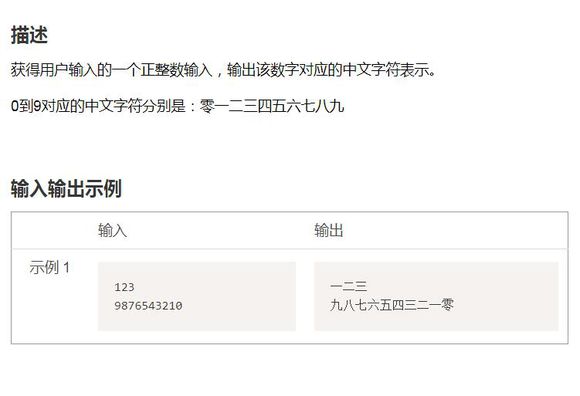 描述
获得用户输入的一个正整数输入，输出该数字对应的中文字符表示。
0到9对应的中文字符分别是：零一二三四五六七八九
输入输出示例
输入 输出
示例 1
123 一二三
9876543210 九八七六五四三二一零